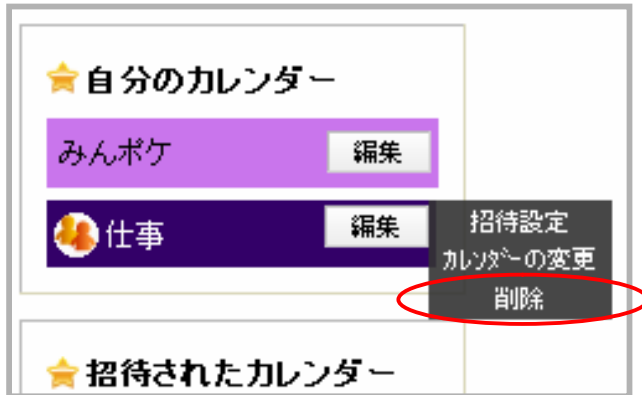 自分のカレンダー
みんポケ
編集
仕事
編集
招待設定
ｶﾚﾝﾀﾞｰの変更
削除
招待されたカレンダー